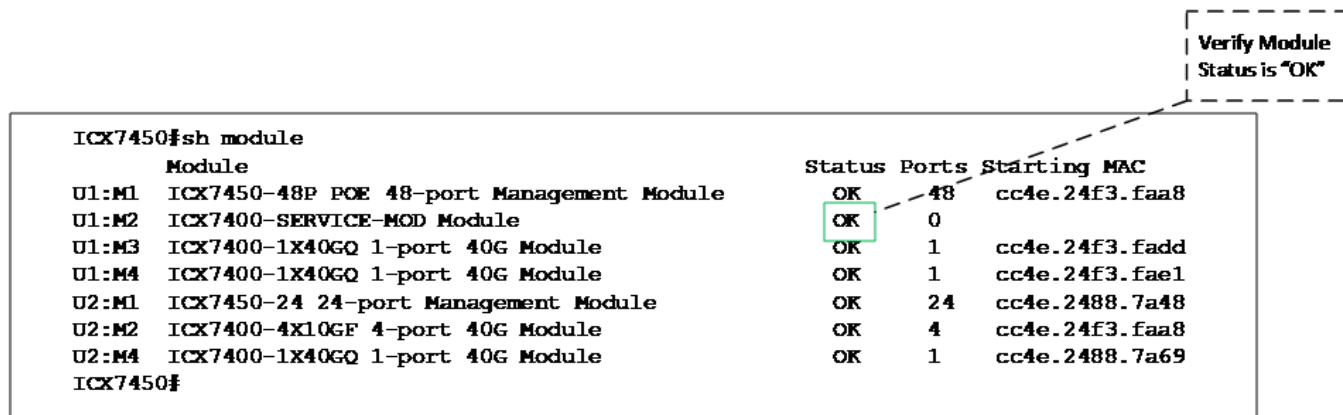 Verify Module
Status is "OK"
ICX7450#sh module
Module Status Ports Starting MAC
U1:M1 ICX7450-48P POE 48-port Management Module OK 48 cc4e.24f3.faa8
U1:M2 ICX7400-SERVICE-MOD Module OK 0
U1:M3 ICX7400-1X40GQ 1-port 40G Module OK 1 cc4e.24f3.fadd
U1:M4 ICX7400-1X40GQ 1-port 40G Module OK 1 cc4e.24f3.fae1
U2:M1 ICX7450-24 24-port Management Module OK 24 cc4e.2488.7a48
U2:M2 ICX7400-4X10GF 4-port 40G Module OK 4 cc4e.24f3.faa8
U2:M4 ICX7400-1X40GQ 1-port 40G Module OK 1 cc4e.2488.7a69
ICX7450#